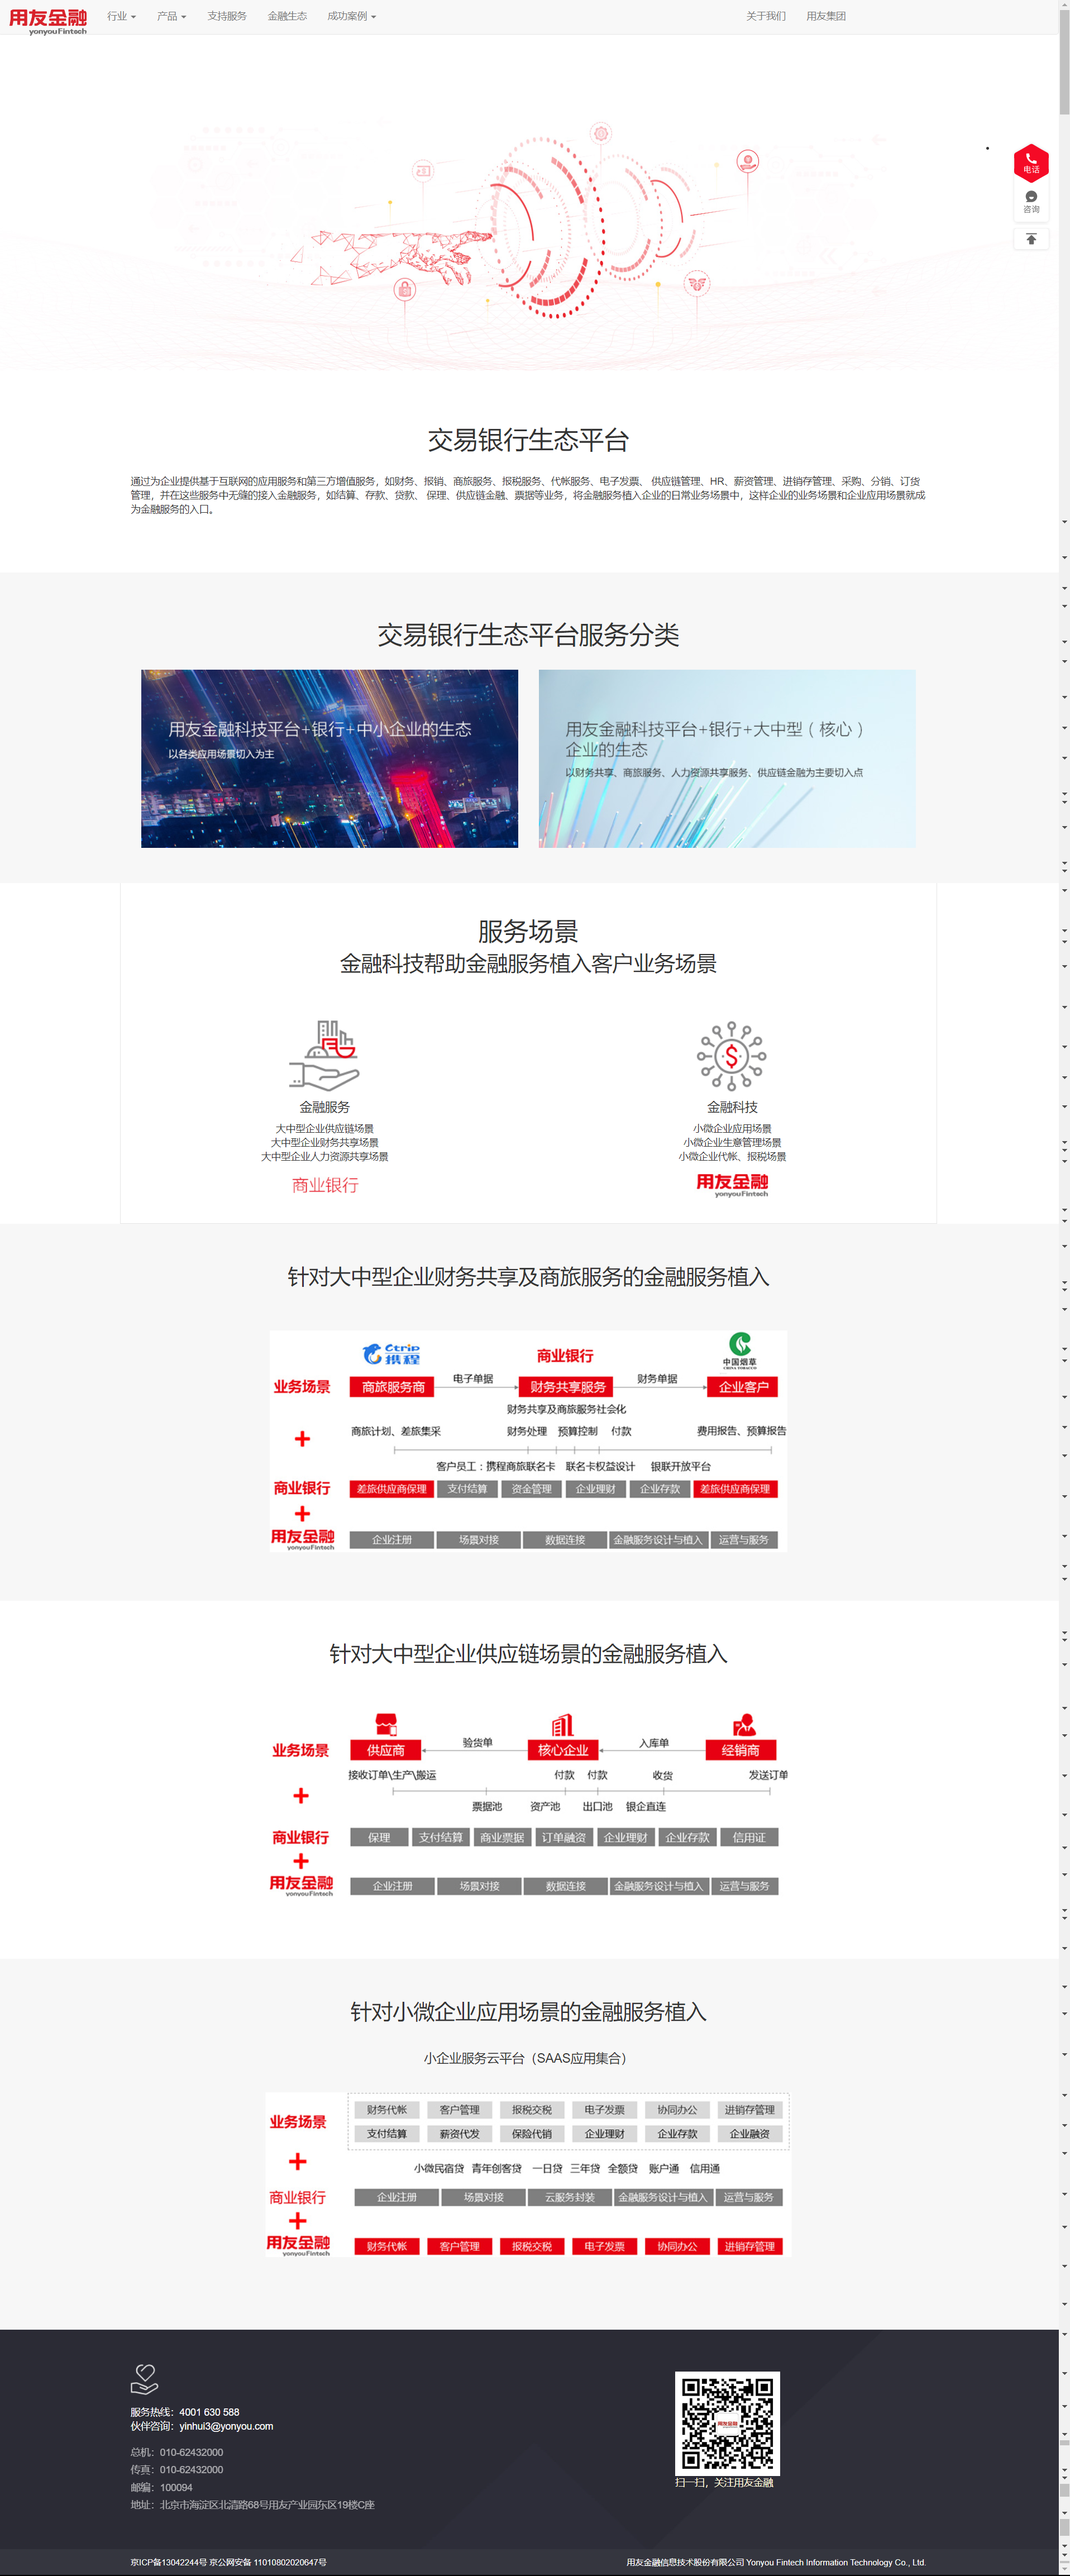 用友金融
yonyou Fintech
行业
产品
支持服务
金融生态
成功案例
关于我们
用友集团
电话
咨询
交易银行生态平台
通过为企业提供基于互联网的应用服务和第三方增值服务，如财务、报销、商旅服务、报税服务、代帐服务、电子发票、 供应链管理、HR、薪资管理、进销存管理、采购、分销、订货
管理，并在这些服务中无缝的接入金融服务，如结算、存款、贷款、 保理、供应链金融、票据等业务，将金融服务植入企业的日常业务场景中，这样企业的业务场景和企业应用场景就成
为金融服务的入口。
交易银行生态平台服务分类
用友金融科技平台+银行+中小企业的生态
以各类应用场景切入为主
用友金融科技平台+银行+大中型（核心）
企业的生态
以财务共享、商旅服务、人力资源共享服务、供应链金融为主要切入点
服务场景
金融科技帮助金融服务植入客户业务场景
金融服务
大中型企业供应链场景
大中型企业财务共享场景
大中型企业人力资源共享场景
商业银行
金融科技
小微企业应用场景
小微企业生意管理场景
小微企业代帐、报税场景
用友金融
yonyou Fintech
针对大中型企业财务共享及商旅服务的金融服务植入
Ctrip
携程
商业银行
中国烟草
CHINA TOBACCO
业务场景
商旅服务商
电子单据
财务共享服务
财务单据
企业客户
财务共享及商旅服务社会化
+
商旅计划、差旅集采
财务处理
预算控制
付款
费用报告、预算报告
客户员工：携程商旅联名卡
联名卡权益设计
银联开放平台
商业银行
差旅供应商保理
支付结算
资金管理
企业理财
企业存款
差旅供应商保理
+
用友金融
yonyou Fintech
企业注册
场景对接
数据连接
金融服务设计与植入
运营与服务
针对大中型企业供应链场景的金融服务植入
业务场景
供应商
验货单
核心企业
入库单
经销商
接收订单\生产\搬运
付款
付款
收货
发送订单
+
票据池
资产池
出口池
银企直连
商业银行
保理
支付结算
商业票据
订单融资
企业理财
企业存款
信用证
+
用友金融
yonyou Fintech
企业注册
场景对接
数据连接
金融服务设计与植入
运营与服务
针对小微企业应用场景的金融服务植入
小企业服务云平台（SAAS应用集合）
业务场景
财务代帐
客户管理
报税交税
电子发票
协同办公
进销存管理
支付结算
薪资代发
保险代销
企业理财
企业存款
企业融资
+
小微民宿贷
青年创客贷
一日贷
三年贷
全额贷
账户通
信用通
商业银行
企业注册
场景对接
云服务封装
金融服务设计与植入
运营与服务
+
用友金融
yonyou Fintech
财务代帐
客户管理
报税交税
电子发票
协同办公
进销存管理
服务热线：4001 630 588
伙伴咨询：yinhui3@yonyou.com
总机：010-62432000
传真：010-62432000
邮编：100094
地址：北京市海淀区北清路68号用友产业园东区19楼C座
用友金融
扫一扫，关注用友金融
京ICP备13042244号 京公网安备 11010802020647号
用友金融信息技术股份有限公司 Yonyou Fintech Information Technology Co., Ltd.